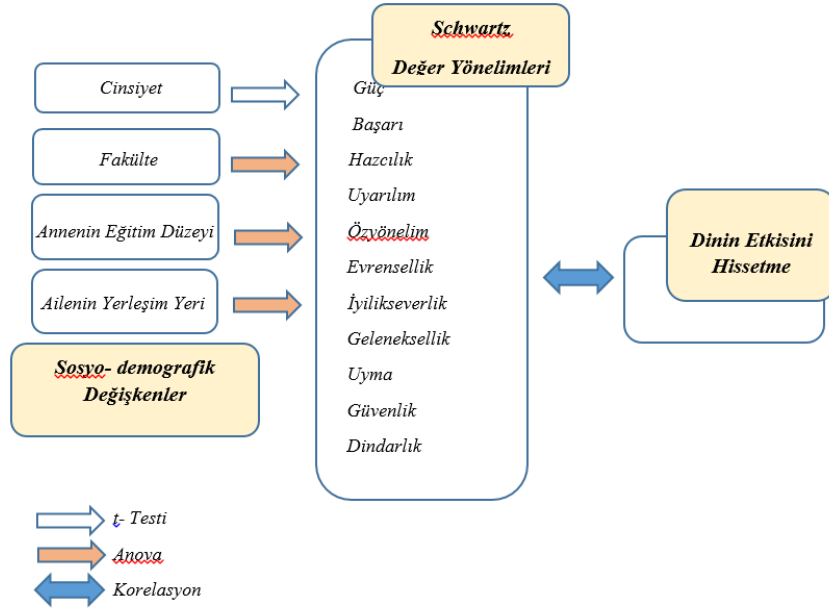 Cinsiyet
Fakülte
Annenin Eğitim Düzeyi
Ailenin Yerleşim Yeri
Sosyo- demografik
Değişkenler
Schwartz
Değer Yönelimleri
Güç
Başarı
Hazcılık
Uyarılım
Özyönelim
Evrensellik
İyilikseverlik
Geleneksellik
Uyma
Güvenlik
Dindarlık
Dinin Etkisini
Hissetme
t- Testi
Anova
Korelasyon